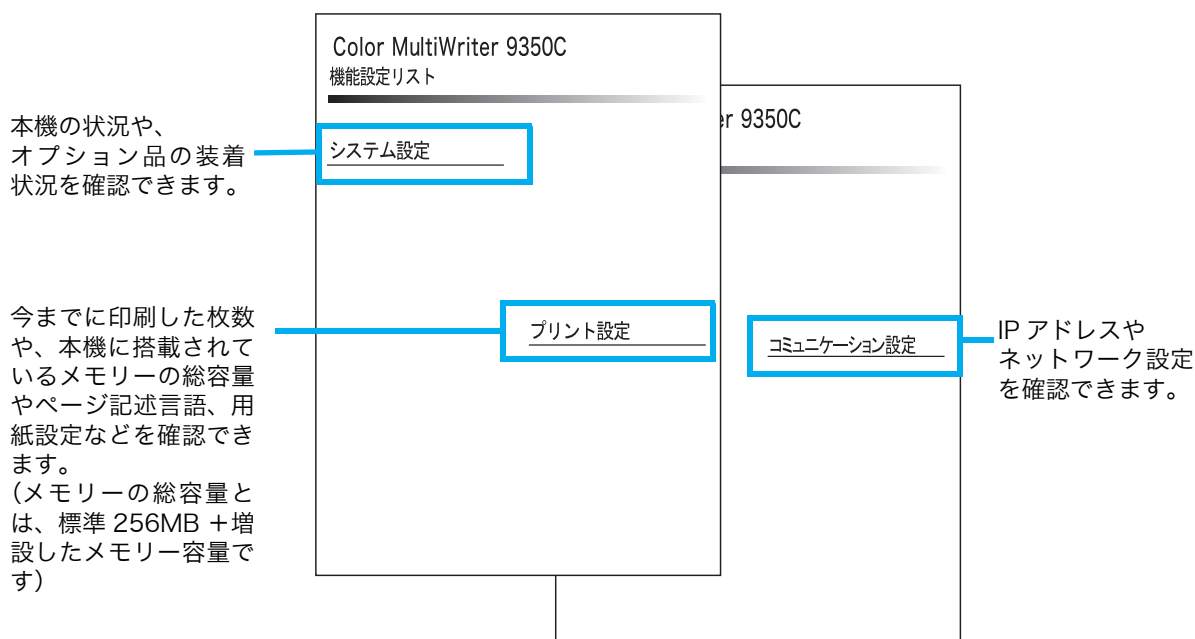 Color MultiWriter 9350C
機能設定リスト
er 9350C
本機の状況や、
オプション品の装着
状況を確認できます。
システム設定
今までに印刷した枚数
や、本機に搭載されて
いるメモリーの総容量
やページ記述言語、用
紙設定などを確認でき
ます。
(メモリーの総容量と
は、標準 256MB +増
設したメモリー容量で
す)
プリント設定
コミュニケーション設定
IP アドレスや
ネットワーク設定
を確認できます。